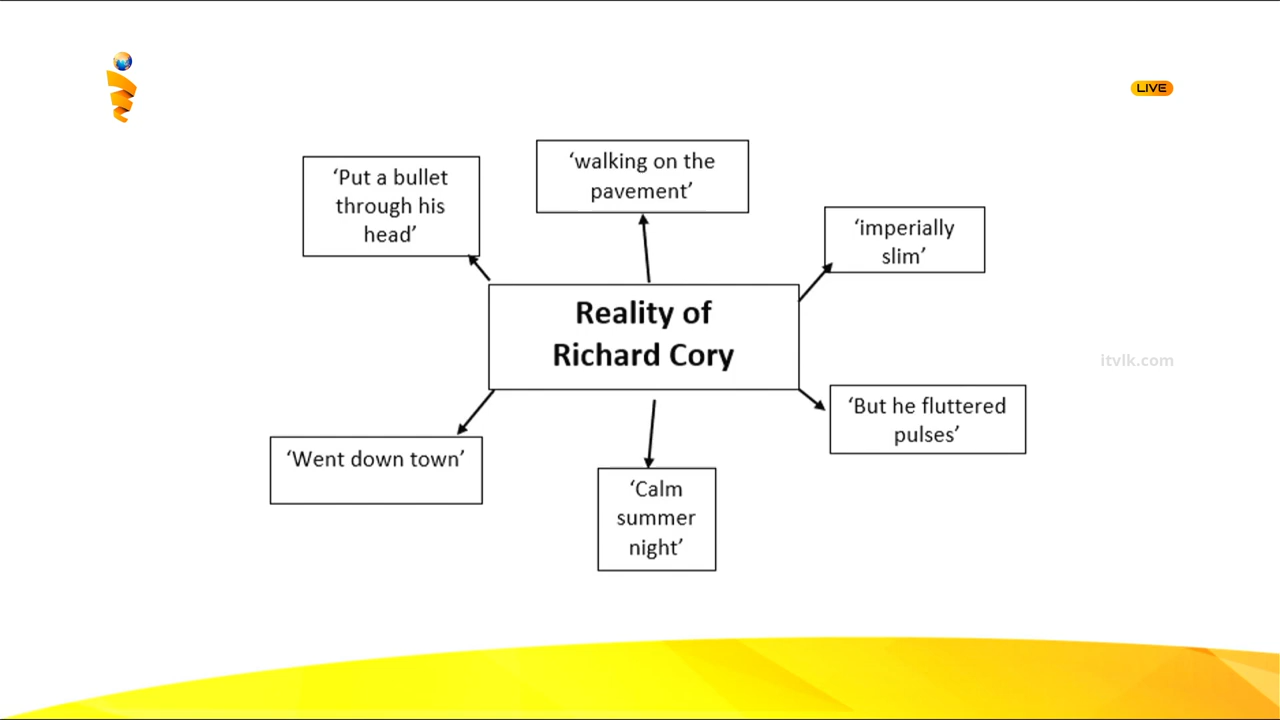 LIVE
‘Put a bullet
through his
head’
‘walking on the
pavement’
‘imperially
slim’
Reality of
Richard Cory
itvlk.com
‘But he fluttered
pulses’
‘Went down town’
‘Calm
summer
night’